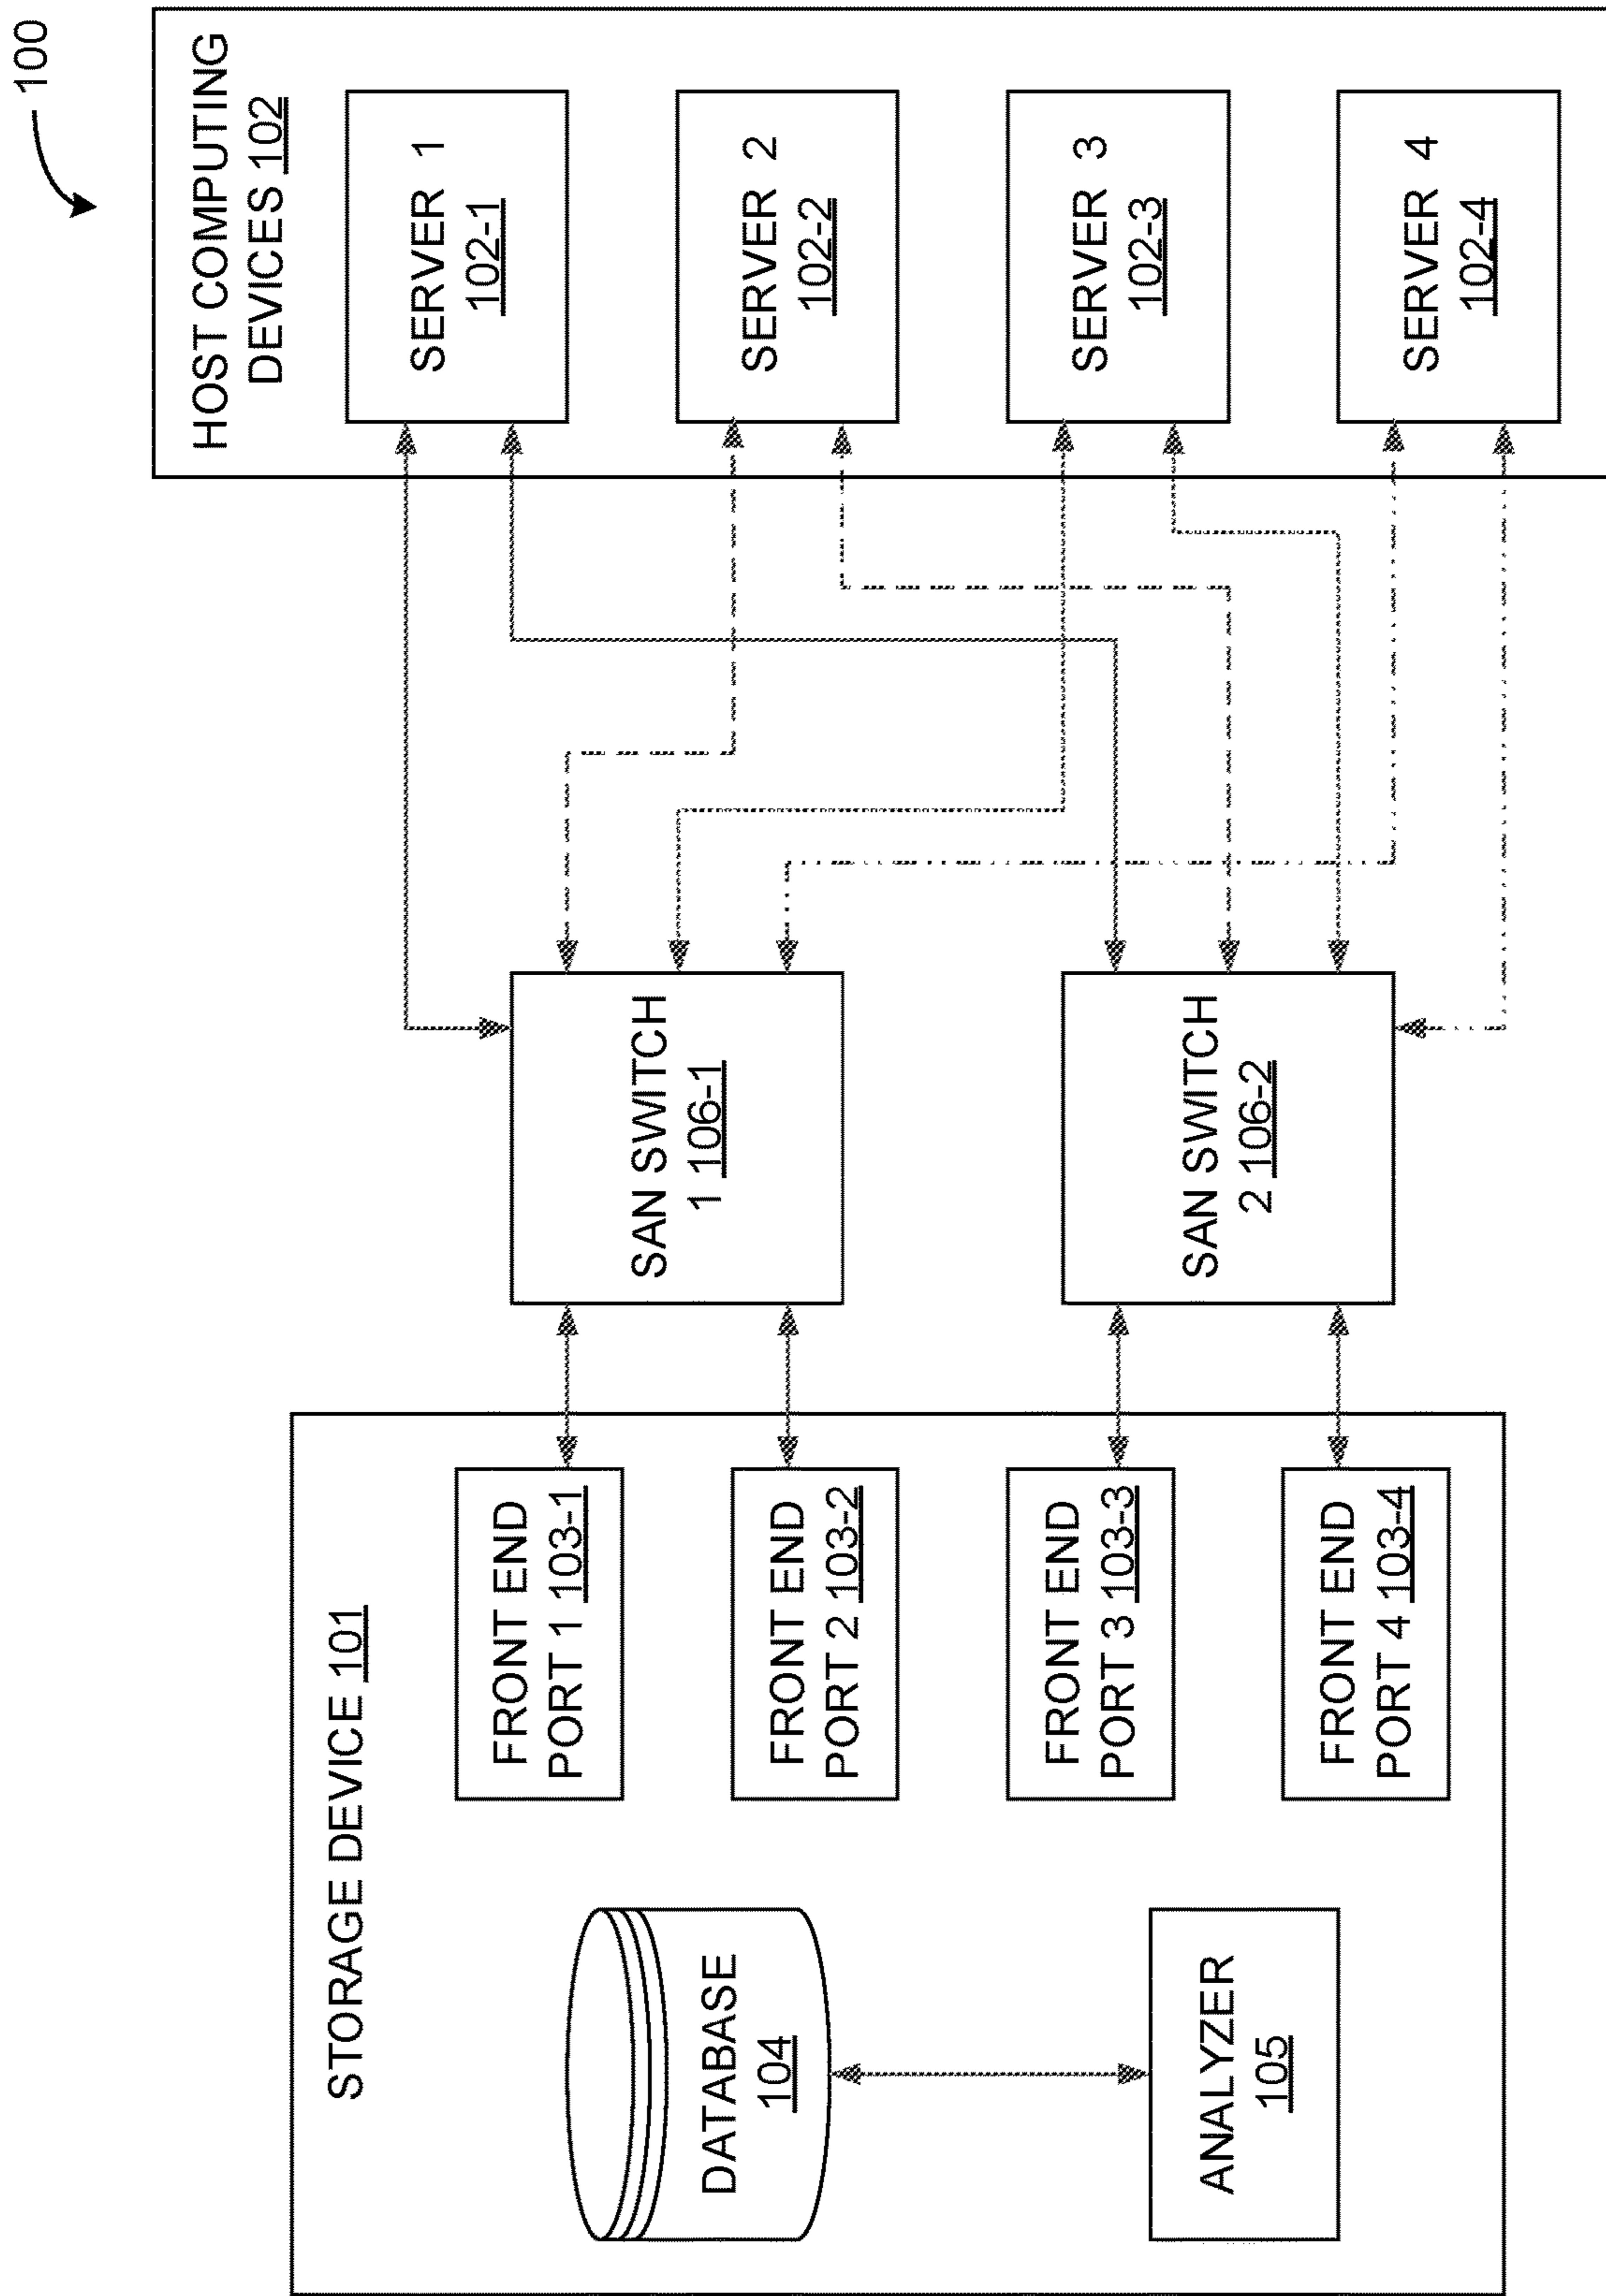 100
STORAGE DEVICE 101
DATABASE
104
ANALYZER
105
FRONT END
PORT 1 103-1
FRONT END
PORT 2 103-2
FRONT END
PORT 3 103-3
FRONT END
PORT 4 103-4
SAN SWITCH
1 106-1
SAN SWITCH
2 106-2
HOST COMPUTING
DEVICES 102
SERVER 1
102-1
SERVER 2
102-2
SERVER 3
102-3
SERVER 4
102-4